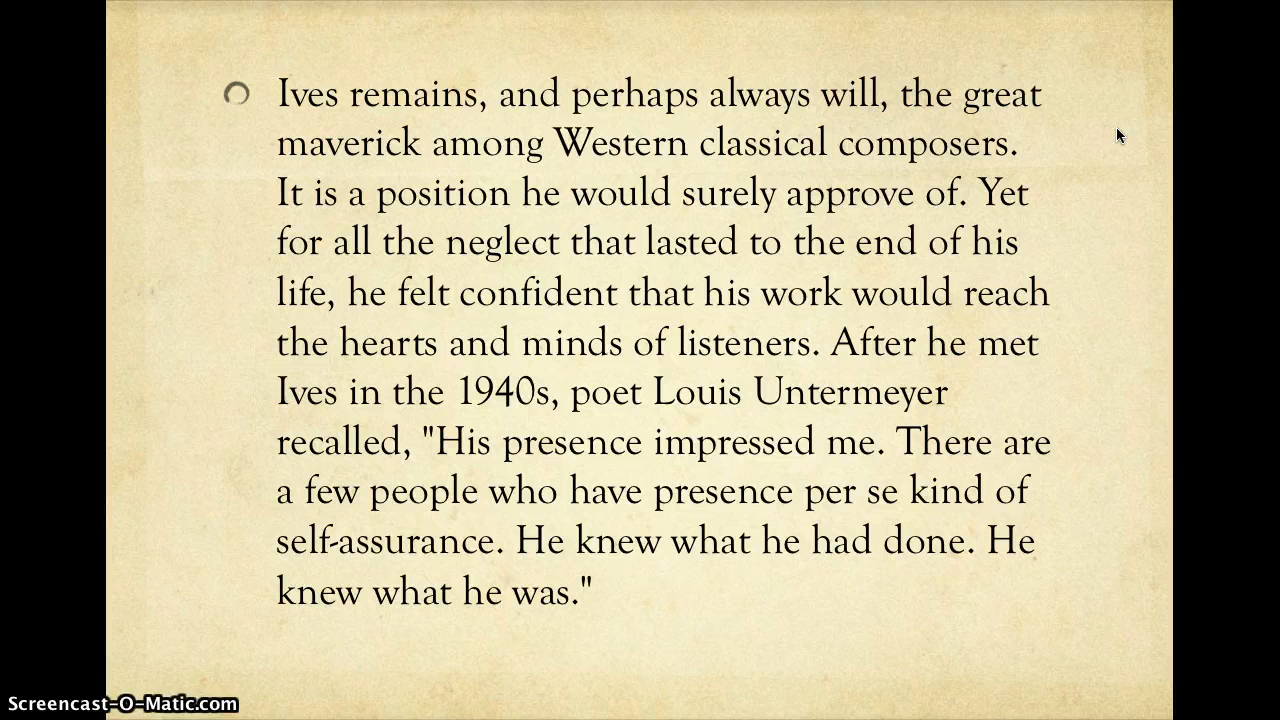 Ives remains, and perhaps always will, the great
maverick among Western classical composers.
It is a position he would surely approve of. Yet
for all the neglect that lasted to the end of his
life, he felt confident that his work would reach
the hearts and minds of listeners. After he met
Ives in the 1940s, poet Louis Untermeyer
recalled, "His presence impressed me. There are
a few people who have presence per se kind of
self-assurance. He knew what he had done. He
knew what he was."
Screencast-O-Matic.com